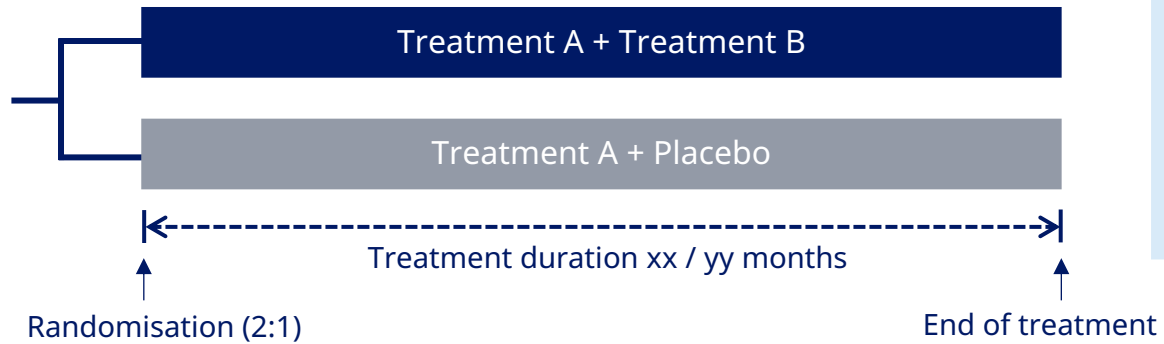 Treatment A + Treatment B
Treatment A + Placebo
Treatment duration xx / yy months
Randomisation (2:1)
End of treatment